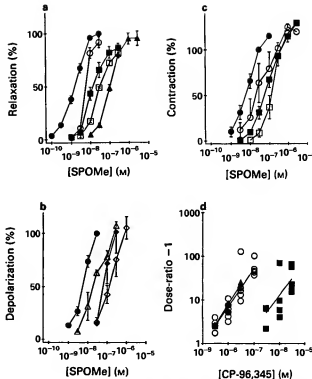 a
Relaxation (%)
100
50
0
10⁻¹⁰ 10⁻⁹ 10⁻⁸ 10⁻⁷ 10⁻⁶ 10⁻⁵
[SPOMe] (M)
c
Contraction (%)
100
50
0
10⁻¹⁰ 10⁻⁹ 10⁻⁸ 10⁻⁷ 10⁻⁶ 10⁻⁵
[SPOMe] (M)
b
Depolarization (%)
100
50
0
10⁻¹⁰ 10⁻⁹ 10⁻⁸ 10⁻⁷ 10⁻⁶ 10⁻⁵
[SPOMe] (M)
d
Dose-ratio − 1
1000
100
10
1
10⁻⁹ 10⁻⁸ 10⁻⁷ 10⁻⁶ 10⁻⁵
[CP-96,345] (M)